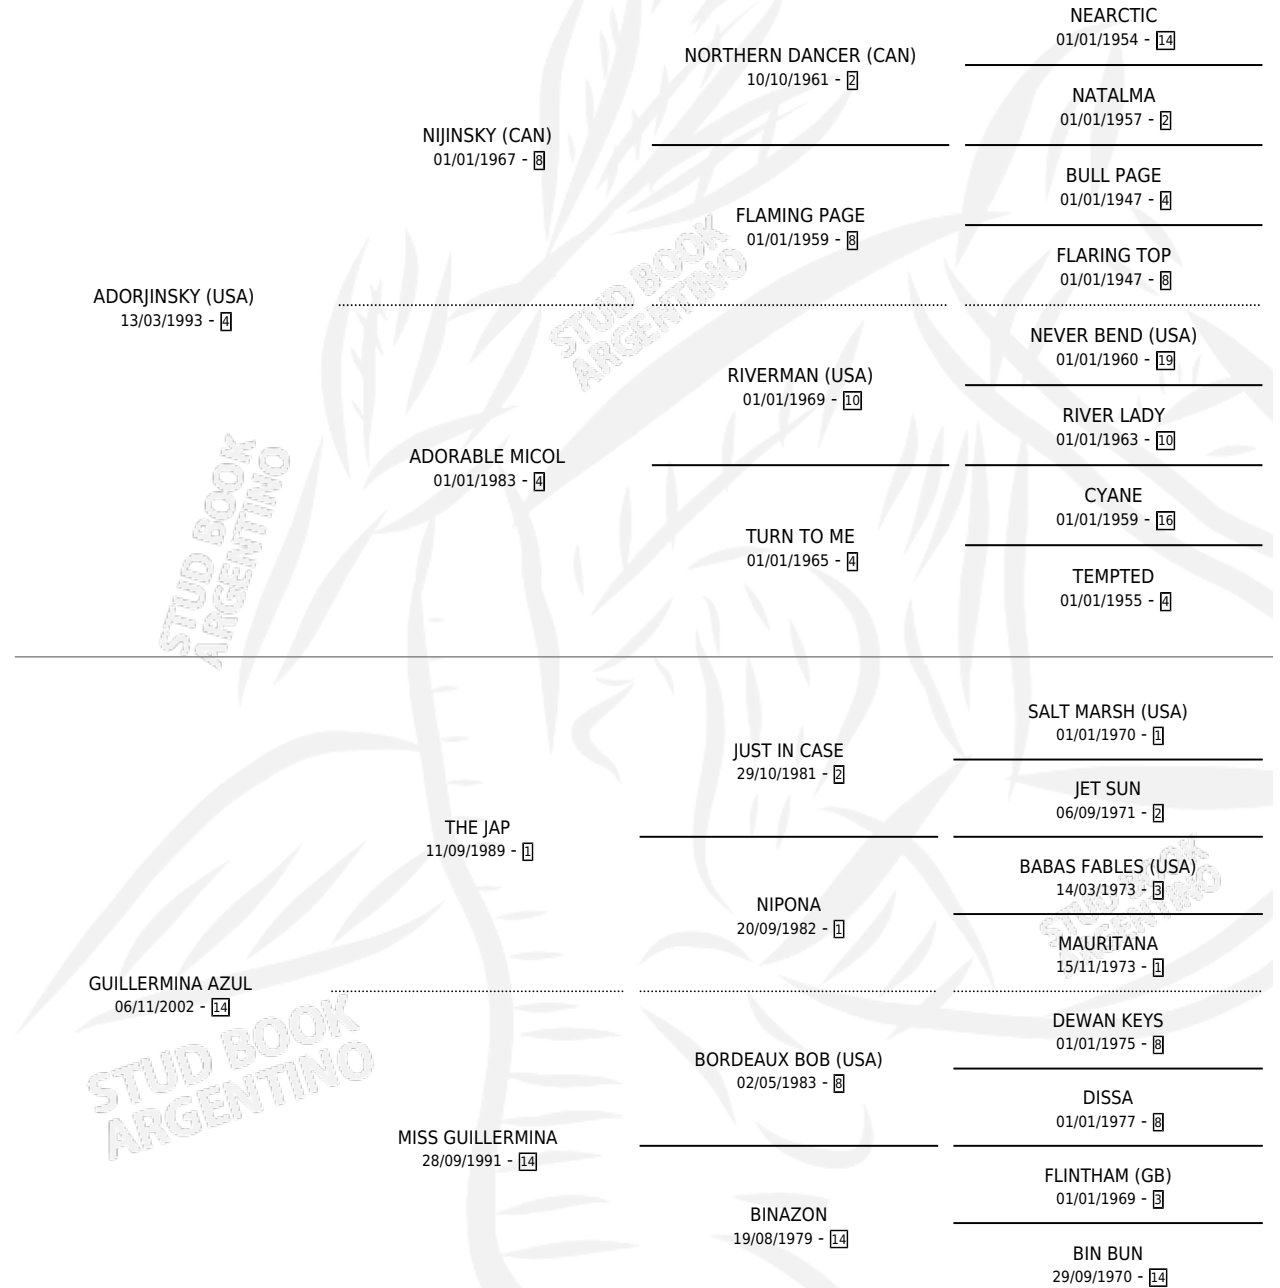 NEARCTIC
01/01/1954 - 14
NORTHERN DANCER (CAN)
10/10/1961 - 2
NATALMA
01/01/1957 - 2
NIJINSKY (CAN)
01/01/1967 - 8
BULL PAGE
01/01/1947 - 4
FLAMING PAGE
01/01/1959 - 8
FLARING TOP
01/01/1947 - 8
ADORJINSKY (USA)
13/03/1993 - 4
STUD BOOK
ARGENTINO
NEVER BEND (USA)
01/01/1960 - 19
RIVERMAN (USA)
01/01/1969 - 10
RIVER LADY
01/01/1963 - 10
ADORABLE MICOL
01/01/1983 - 4
CYANE
01/01/1959 - 16
TURN TO ME
01/01/1965 - 4
TEMPTED
01/01/1955 - 4
STUD BOOK
ARGENTINO
SALT MARSH (USA)
01/01/1970 - 1
JUST IN CASE
29/10/1981 - 2
JET SUN
06/09/1971 - 2
THE JAP
11/09/1989 - 1
BABAS FABLES (USA)
14/03/1973 - 3
NIPONA
20/09/1982 - 1
MAURITANA
15/11/1973 - 1
STUD BOOK
ARGENTINO
GUILLERMINA AZUL
06/11/2002 - 14
DEWAN KEYS
01/01/1975 - 8
BORDEAUX BOB (USA)
02/05/1983 - 8
DISSA
01/01/1977 - 8
STUD BOOK
ARGENTINO
MISS GUILLERMINA
28/09/1991 - 14
FLINTHAM (GB)
01/01/1969 - 3
BINAZON
19/08/1979 - 14
BIN BUN
29/09/1970 - 14